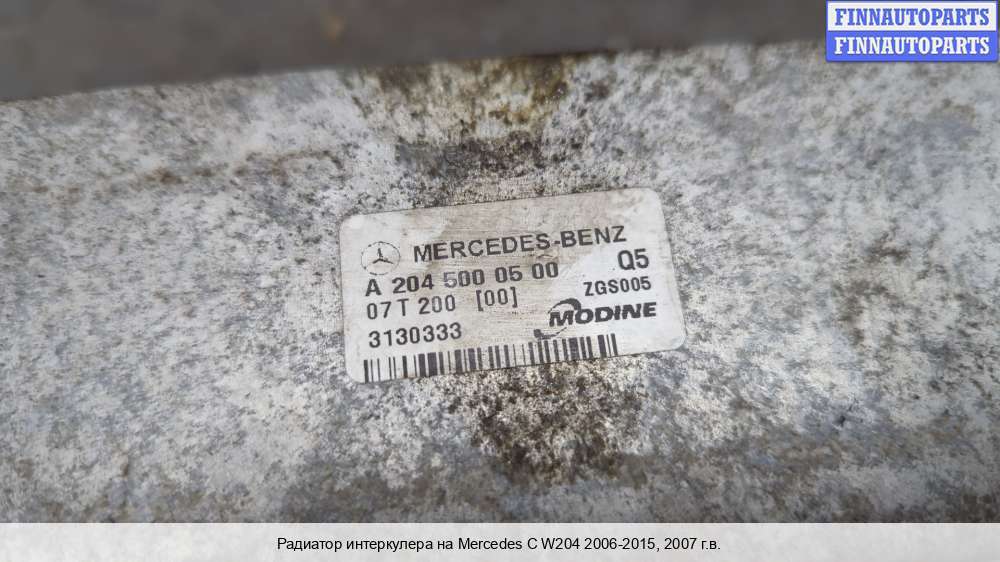 FINNAUTOPARTS
FINNAUTOPARTS
MERCEDES-BENZ
A 204 500 05 00 Q5
07 T 200 [00] ZGS005
3130333 MODINE
Радиатор интеркулера на Mercedes C W204 2006-2015, 2007 г.в.